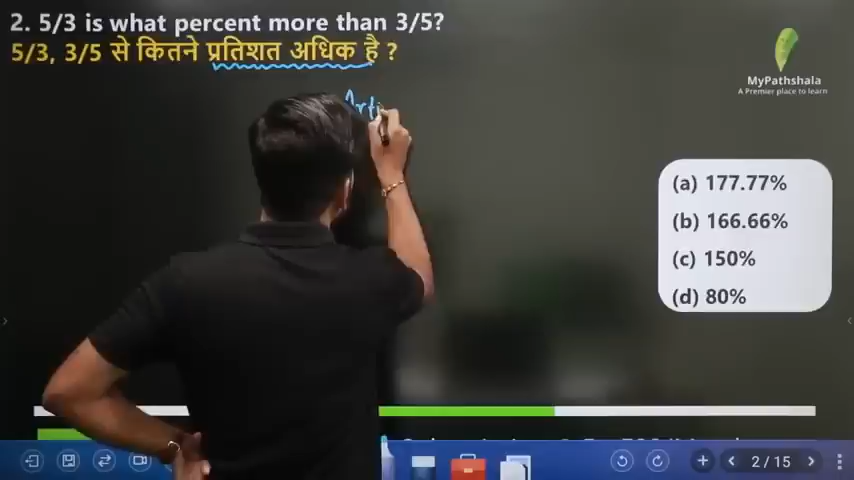 2. 5/3 is what percent more than 3/5?
5/3, 3/5 से कितने प्रतिशत अधिक है ?
MyPathshala
A Premier place to learn
(a) 177.77%
(b) 166.66%
(c) 150%
(d) 80%
2 / 15